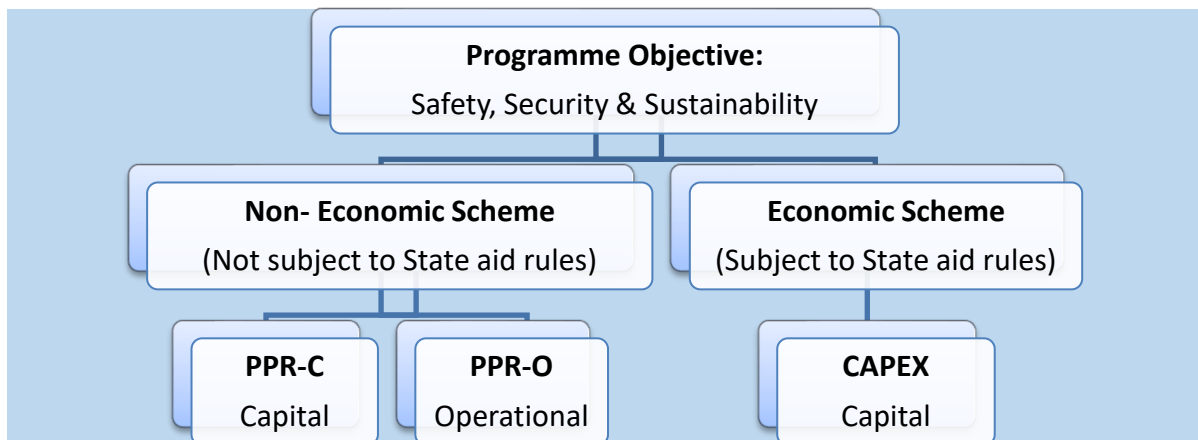 Programme Objective:
Safety, Security & Sustainability
Non- Economic Scheme
(Not subject to State aid rules)
Economic Scheme
(Subject to State aid rules)
PPR-C
Capital
PPR-O
Operational
CAPEX
Capital